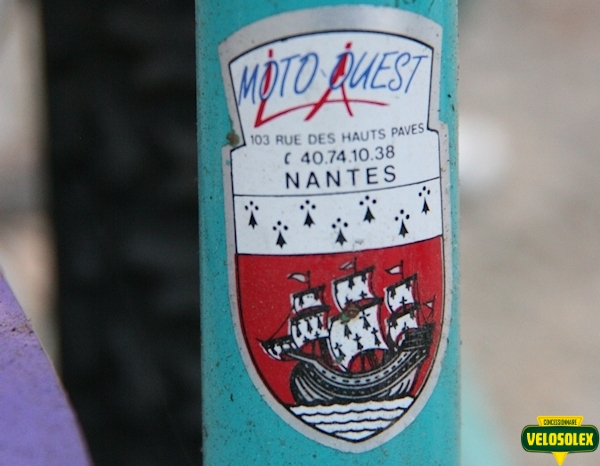 MOTO OUEST
LA
103 RUE DES HAUTS PAVES
40.74.10.38
NANTES
CONCESSIONNAIRE
VELOSOLEX